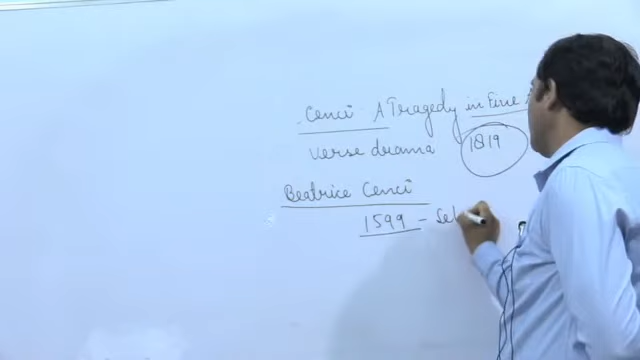 Cenci A Tragedy in Five
Verse drama 1819
Beatrice Cenci
1599 -